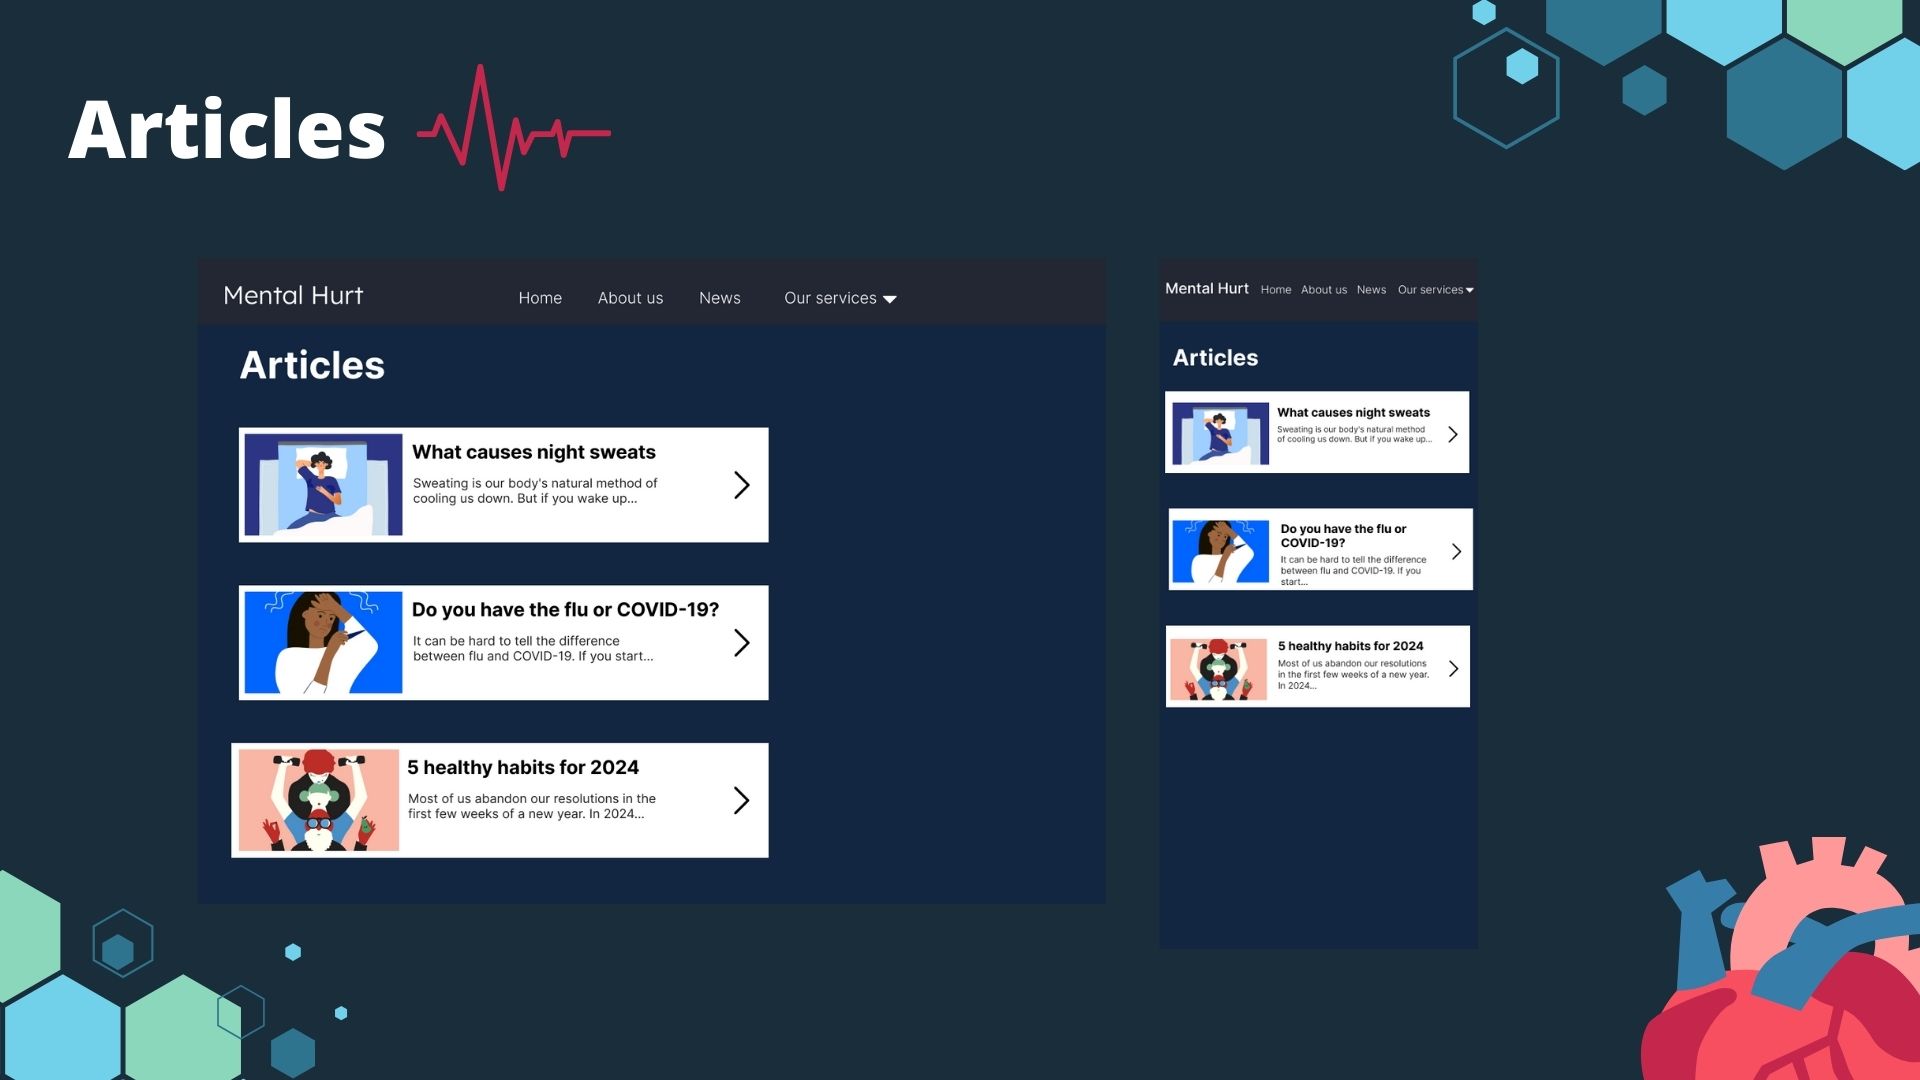 Articles
Mental Hurt
Home
About us
News
Our services
Articles
What causes night sweats
Sweating is our body's natural method of
cooling us down. But if you wake up...
Do you have the flu or COVID-19?
It can be hard to tell the difference
between flu and COVID-19. If you start...
5 healthy habits for 2024
Most of us abandon our resolutions in the
first few weeks of a new year. In 2024...
Mental Hurt
Home
About us
News
Our services
Articles
What causes night sweats
Sweating is our body's natural method
of cooling us down. But if you wake up...
Do you have the flu or
COVID-19?
It can be hard to tell the difference
between flu and COVID-19. If you
start...
5 healthy habits for 2024
Most of us abandon our resolutions
in the first few weeks of a new year.
In 2024...